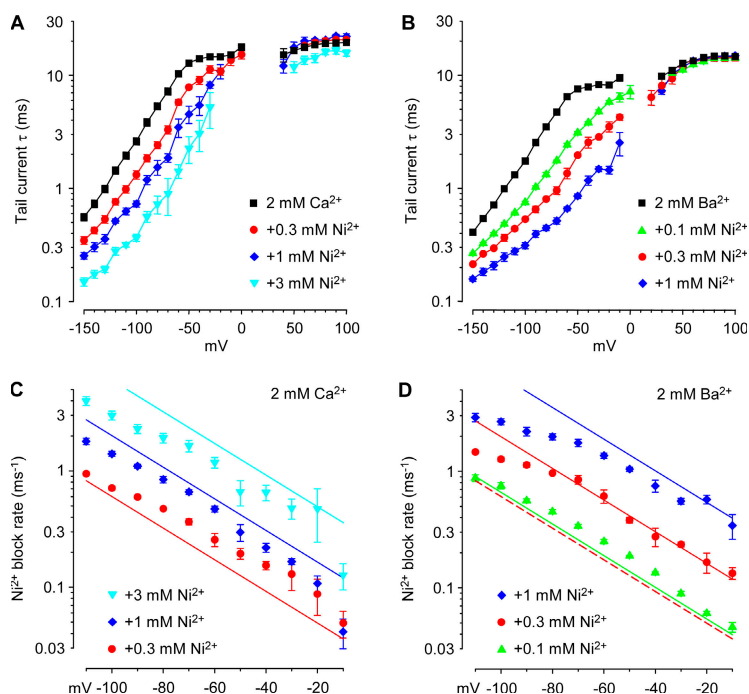 A
B
30
10
3
1
0.3
0.1
Tail current τ (ms)
2 mM Ca²⁺
+0.3 mM Ni²⁺
+1 mM Ni²⁺
+3 mM Ni²⁺
-150 -100 -50 0 50 100
mV
30
10
3
1
0.3
0.1
Tail current τ (ms)
2 mM Ba²⁺
+0.1 mM Ni²⁺
+0.3 mM Ni²⁺
+1 mM Ni²⁺
-150 -100 -50 0 50 100
mV
C
2 mM Ca²⁺
3
1
0.3
0.1
0.03
Ni²⁺ block rate (ms⁻¹)
+3 mM Ni²⁺
+1 mM Ni²⁺
+0.3 mM Ni²⁺
mV -100 -80 -60 -40 -20
D
2 mM Ba²⁺
3
1
0.3
0.1
0.03
Ni²⁺ block rate (ms⁻¹)
+1 mM Ni²⁺
+0.3 mM Ni²⁺
+0.1 mM Ni²⁺
mV -100 -80 -60 -40 -20